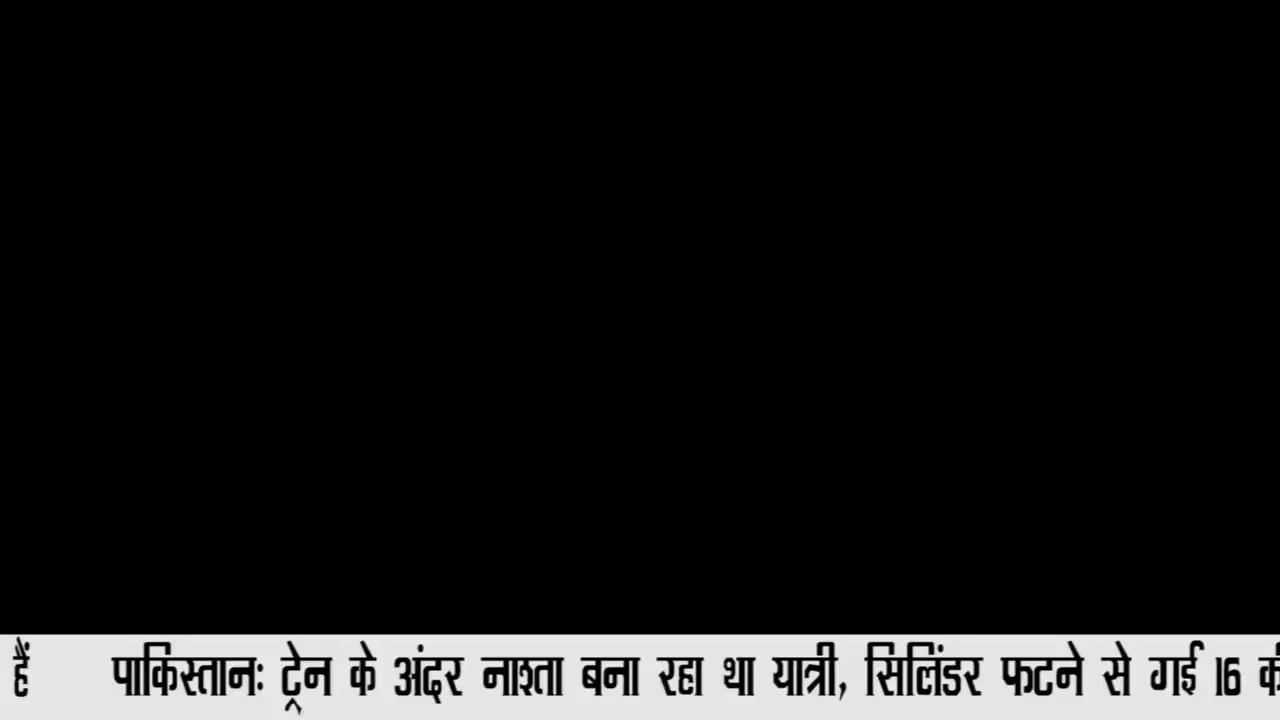 हैं पाकिस्तान: ट्रेन के अंदर नाश्ता बना रहा था यात्री, सिलिंडर फटने से गई 16 की